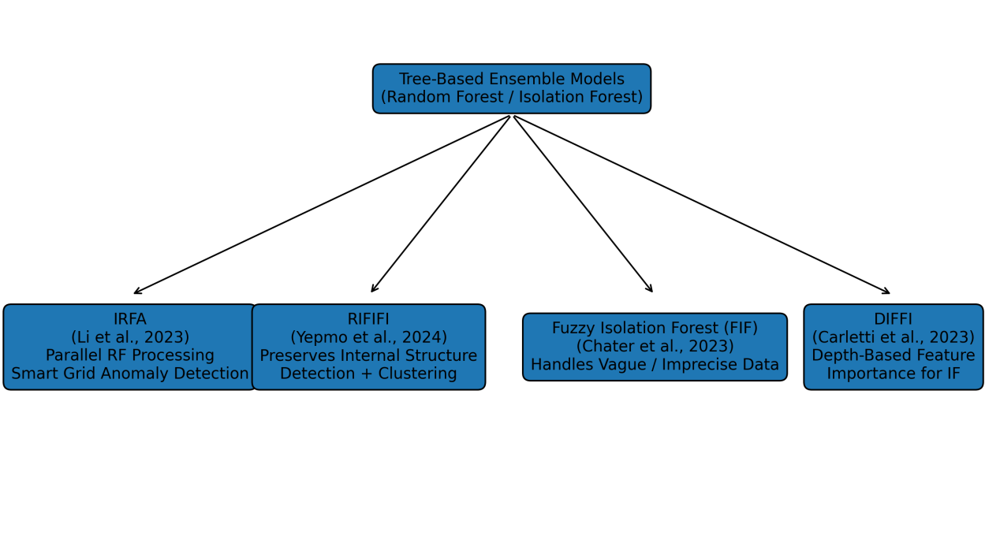 Tree-Based Ensemble Models
(Random Forest / Isolation Forest)
IRFA
(Li et al., 2023)
Parallel RF Processing
Smart Grid Anomaly Detection
RIFIFI
(Yepmo et al., 2024)
Preserves Internal Structure
Detection + Clustering
Fuzzy Isolation Forest (FIF)
(Chater et al., 2023)
Handles Vague / Imprecise Data
DIFFI
(Carletti et al., 2023)
Depth-Based Feature
Importance for IF